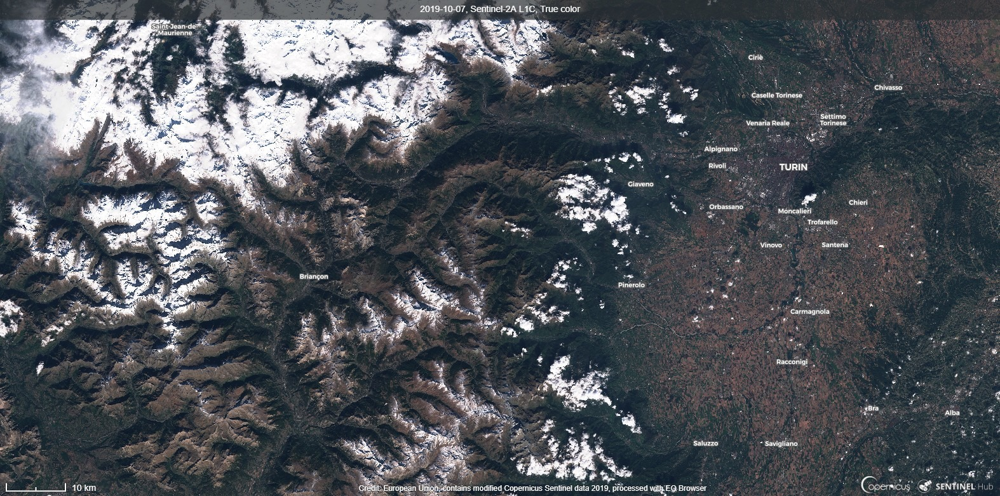 2019-10-07, Sentinel-2A L1C, True color
Saint-Jean-de-
Maurienne
Ciriè
Chivasso
Caselle Torinese
Venaria Reale
Settimo
Torinese
Alpignano
Rivoli
TURIN
Giaveno
Orbassano
Moncalieri
Chieri
Trofarello
Vinovo
Santena
Briançon
Pinerolo
Carmagnola
Racconigi
Bra
Alba
Saluzzo
Savigliano
10 km
Credit: European Union, contains modified Copernicus Sentinel data 2019, processed with EO Browser
opernicus
SENTINEL Hub